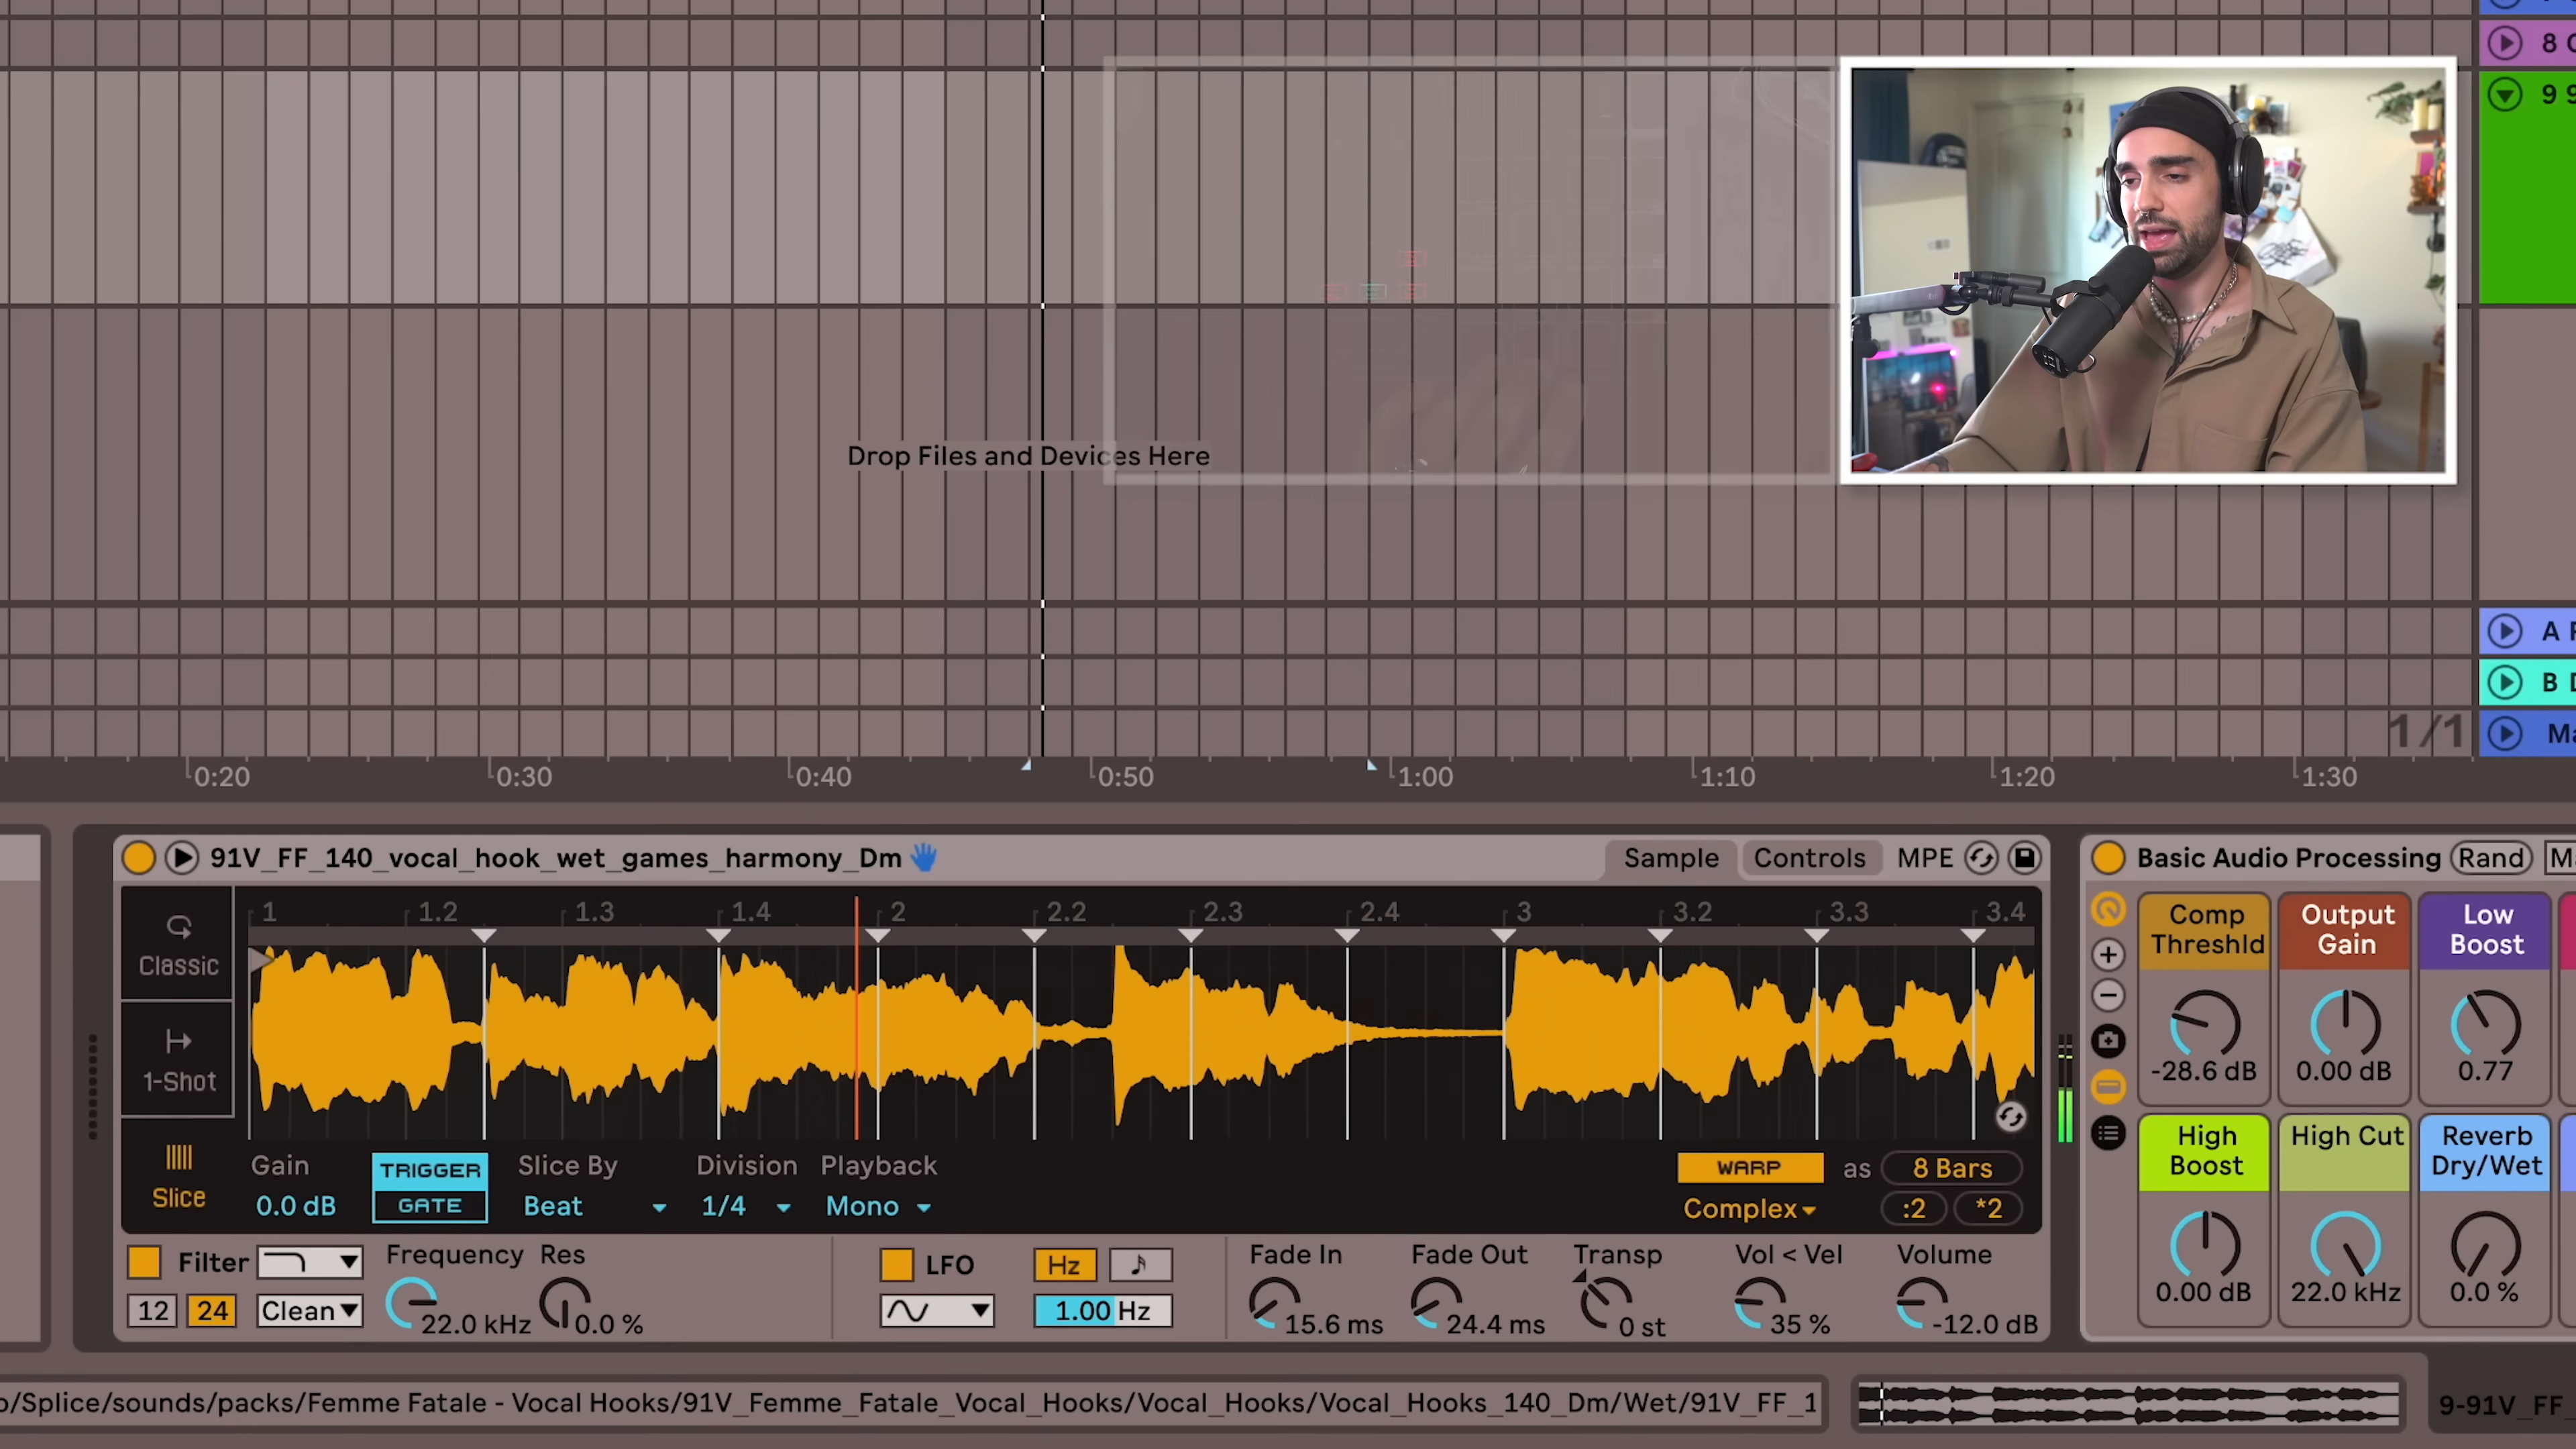 8
9 9
Drop Files and Devices Here
A
B
1/1
0:20 0:30 0:40 0:50 1:00 1:10 1:20 1:30
91V_FF_140_vocal_hook_wet_games_harmony_Dm Sample Controls MPE
Basic Audio Processing Rand
1 1.2 1.3 1.4 2 2.2 2.3 2.4 3 3.2 3.3 3.4
Classic
1-Shot
Slice
Gain TRIGGER Slice By Division Playback WARP as 8 Bars
0.0 dB GATE Beat 1/4 Mono Complex :2 *2
Filter Frequency Res LFO Hz Fade In Fade Out Transp Vol < Vel Volume
12 24 Clean 22.0 kHz 0.0 % 1.00 Hz 15.6 ms 24.4 ms 0 st 35 % -12.0 dB
Comp Output Low
Threshld Gain Boost
-28.6 dB 0.00 dB 0.77
High High Cut Reverb
Boost Dry/Wet
0.00 dB 22.0 kHz 0.0 %
o/Splice/sounds/packs/Femme Fatale - Vocal Hooks/91V_Femme_Fatale_Vocal_Hooks/Vocal_Hooks/Vocal_Hooks_140_Dm/Wet/91V_FF_1
9-91V_FF_